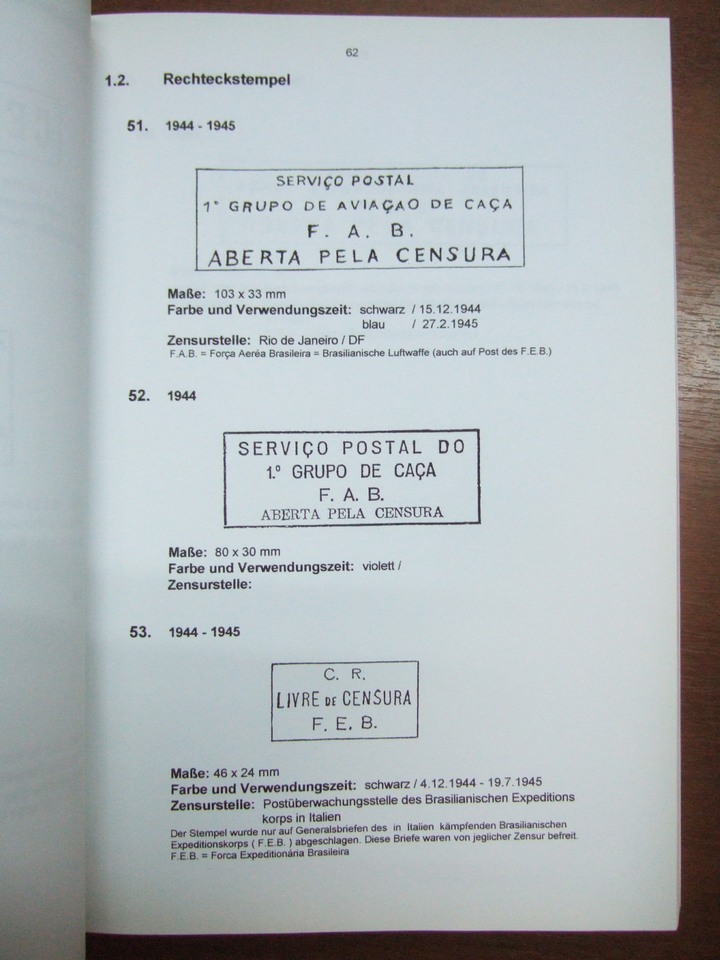 62
1.2. Rechteckstempel
51. 1944 - 1945
SERVIÇO POSTAL
1º GRUPO DE AVIAÇAO DE CAÇA
F. A. B.
ABERTA PELA CENSURA
Maße: 103 x 33 mm
Farbe und Verwendungszeit: schwarz / 15.12.1944
blau / 27.2.1945
Zensurstelle: Rio de Janeiro / DF
F.A.B. = Força Aeréa Brasileira = Brasilianische Luftwaffe (auch auf Post des F.E.B.)
52. 1944
SERVIÇO POSTAL DO
1.º GRUPO DE CAÇA
F. A. B.
ABERTA PELA CENSURA
Maße: 80 x 30 mm
Farbe und Verwendungszeit: violett /
Zensurstelle:
53. 1944 - 1945
C. R.
LIVRE DE CENSURA
F. E. B.
Maße: 46 x 24 mm
Farbe und Verwendungszeit: schwarz / 4.12.1944 - 19.7.1945
Zensurstelle: Postüberwachungsstelle des Brasilianischen Expeditions
korps in Italien
Der Stempel wurde nur auf Generalsbriefen des in Italien kämpfenden Brasilianischen
Expeditionskorps ( F.E.B. ) abgeschlagen. Diese Briefe waren von jeglicher Zensur befreit.
F.E.B. = Forca Expeditionária Brasileira